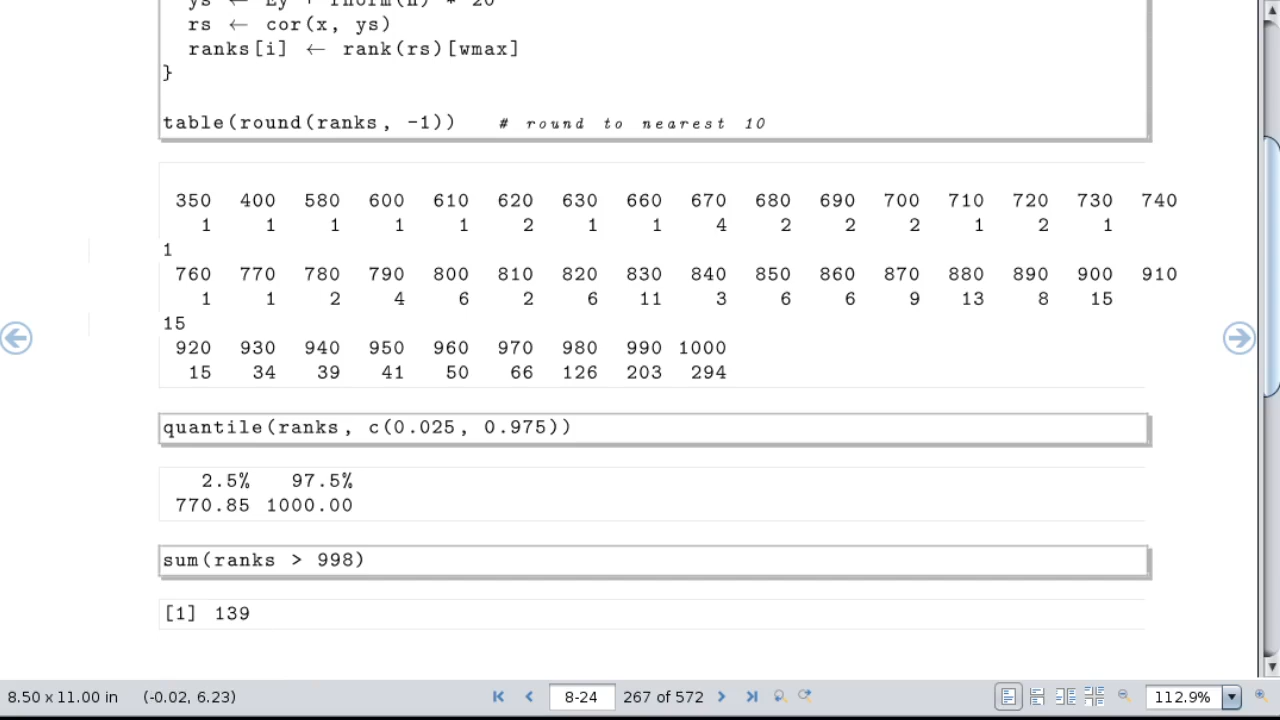 ys ← Ey + rnorm(n) * 20
rs ← cor(x, ys)
ranks[i] ← rank(rs)[wmax]
}
table(round(ranks, -1)) # round to nearest 10
350 400 580 600 610 620 630 660 670 680 690 700 710 720 730 740
1 1 1 1 1 2 1 1 4 2 2 2 1 2 1
1
760 770 780 790 800 810 820 830 840 850 860 870 880 890 900 910
1 1 2 4 6 2 6 11 3 6 6 9 13 8 15
15
920 930 940 950 960 970 980 990 1000
15 34 39 41 50 66 126 203 294
quantile(ranks, c(0.025, 0.975))
2.5% 97.5%
770.85 1000.00
sum(ranks > 998)
[1] 139
8.50 x 11.00 in (-0.02, 6.23) 8-24 267 of 572 112.9%